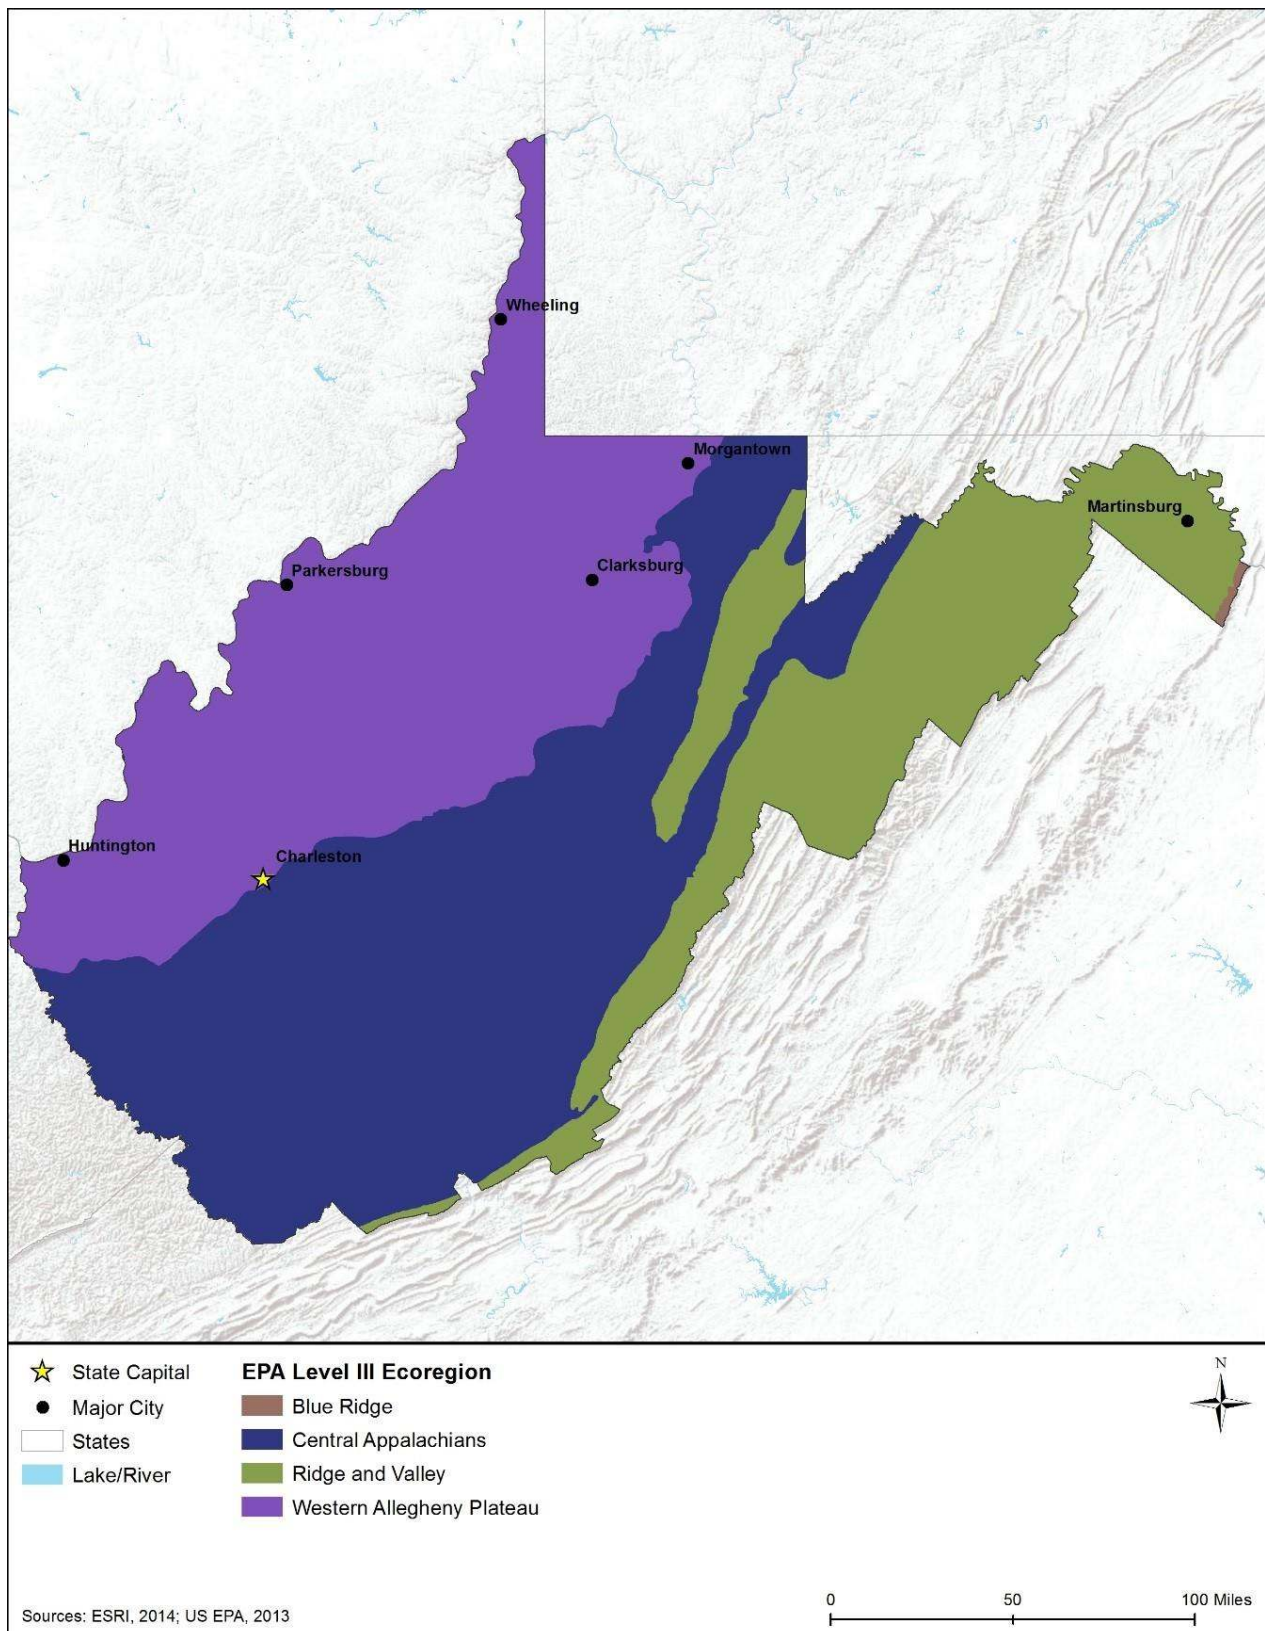 Wheeling
Morgantown
Martinsburg
Clarksburg
Parkersburg
Huntington
Charleston
State Capital
Major City
States
Lake/River
EPA Level III Ecoregion
Blue Ridge
Central Appalachians
Ridge and Valley
Western Allegheny Plateau
N
0 50 100 Miles
Sources: ESRI, 2014; US EPA, 2013